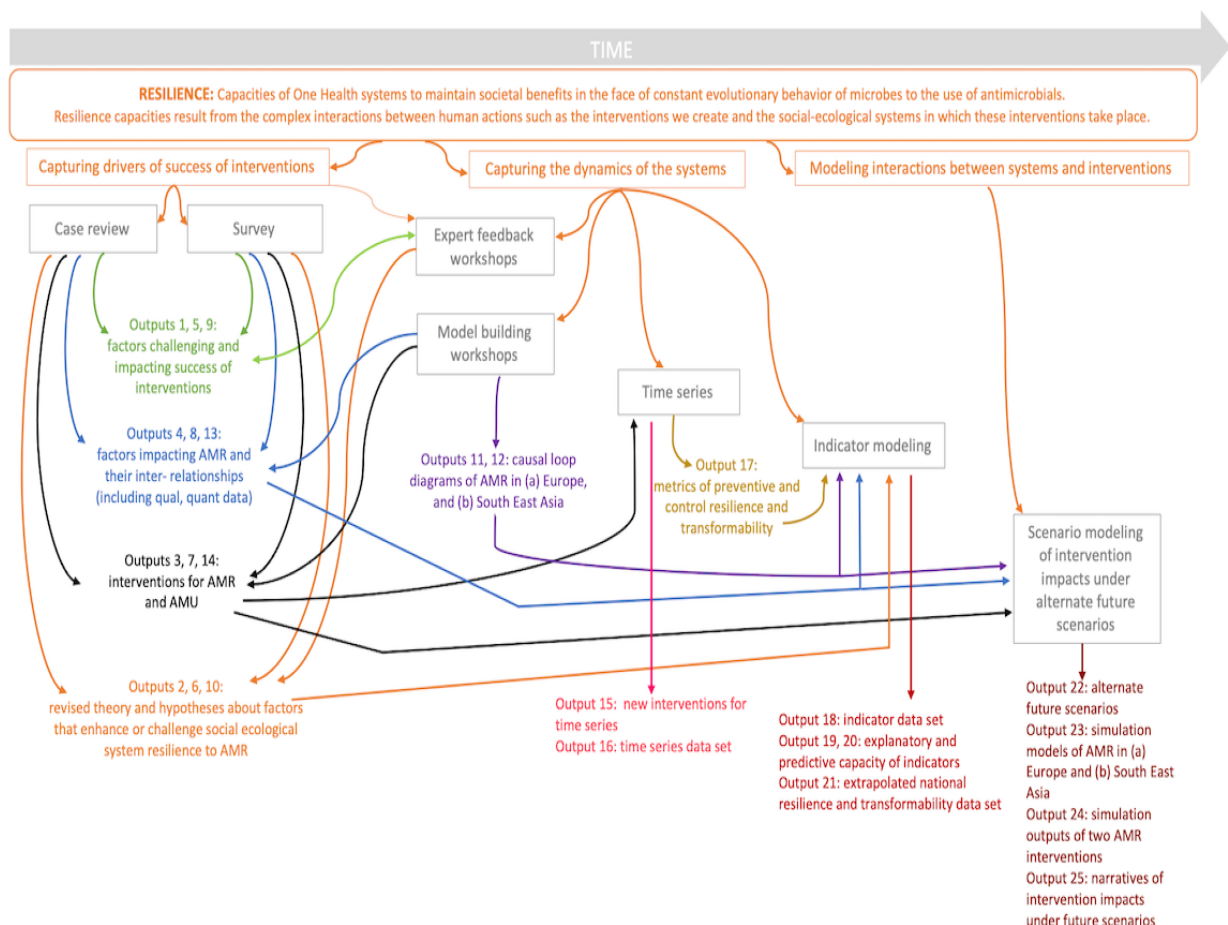 TIME
RESILIENCE: Capacities of One Health systems to maintain societal benefits in the face of constant evolutionary behavior of microbes to the use of antimicrobials.
Resilience capacities result from the complex interactions between human actions such as the interventions we create and the social-ecological systems in which these interventions take place.
Capturing drivers of success of interventions
Capturing the dynamics of the systems
Modeling interactions between systems and interventions
Case review
Survey
Expert feedback
workshops
Outputs 1, 5, 9:
factors challenging and
impacting success of
interventions
Model building
workshops
Time series
Indicator modeling
Outputs 4, 8, 13:
factors impacting AMR and
their inter- relationships
(including qual, quant data)
Outputs 11, 12: causal loop
diagrams of AMR in (a) Europe,
and (b) South East Asia
Output 17:
metrics of preventive and
control resilience and
transformability
Scenario modeling
of intervention
impacts under
alternate future
scenarios
Outputs 3, 7, 14:
interventions for AMR
and AMU
Outputs 2, 6, 10:
revised theory and hypotheses about factors
that enhance or challenge social ecological
system resilience to AMR
Output 15: new interventions for
time series
Output 16: time series data set
Output 18: indicator data set
Output 19, 20: explanatory and
predictive capacity of indicators
Output 21: extrapolated national
resilience and transformability data set
Output 22: alternate
future scenarios
Output 23: simulation
models of AMR in (a)
Europe and (b) South East
Asia
Output 24: simulation
outputs of two AMR
interventions
Output 25: narratives of
intervention impacts
under future scenarios